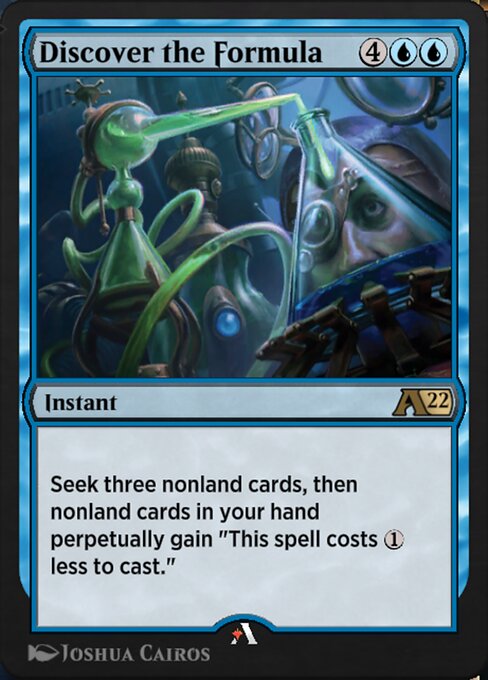 Discover the Formula 4
Instant A22
Seek three nonland cards, then
nonland cards in your hand
perpetually gain "This spell costs 1
less to cast."
Joshua Cairos